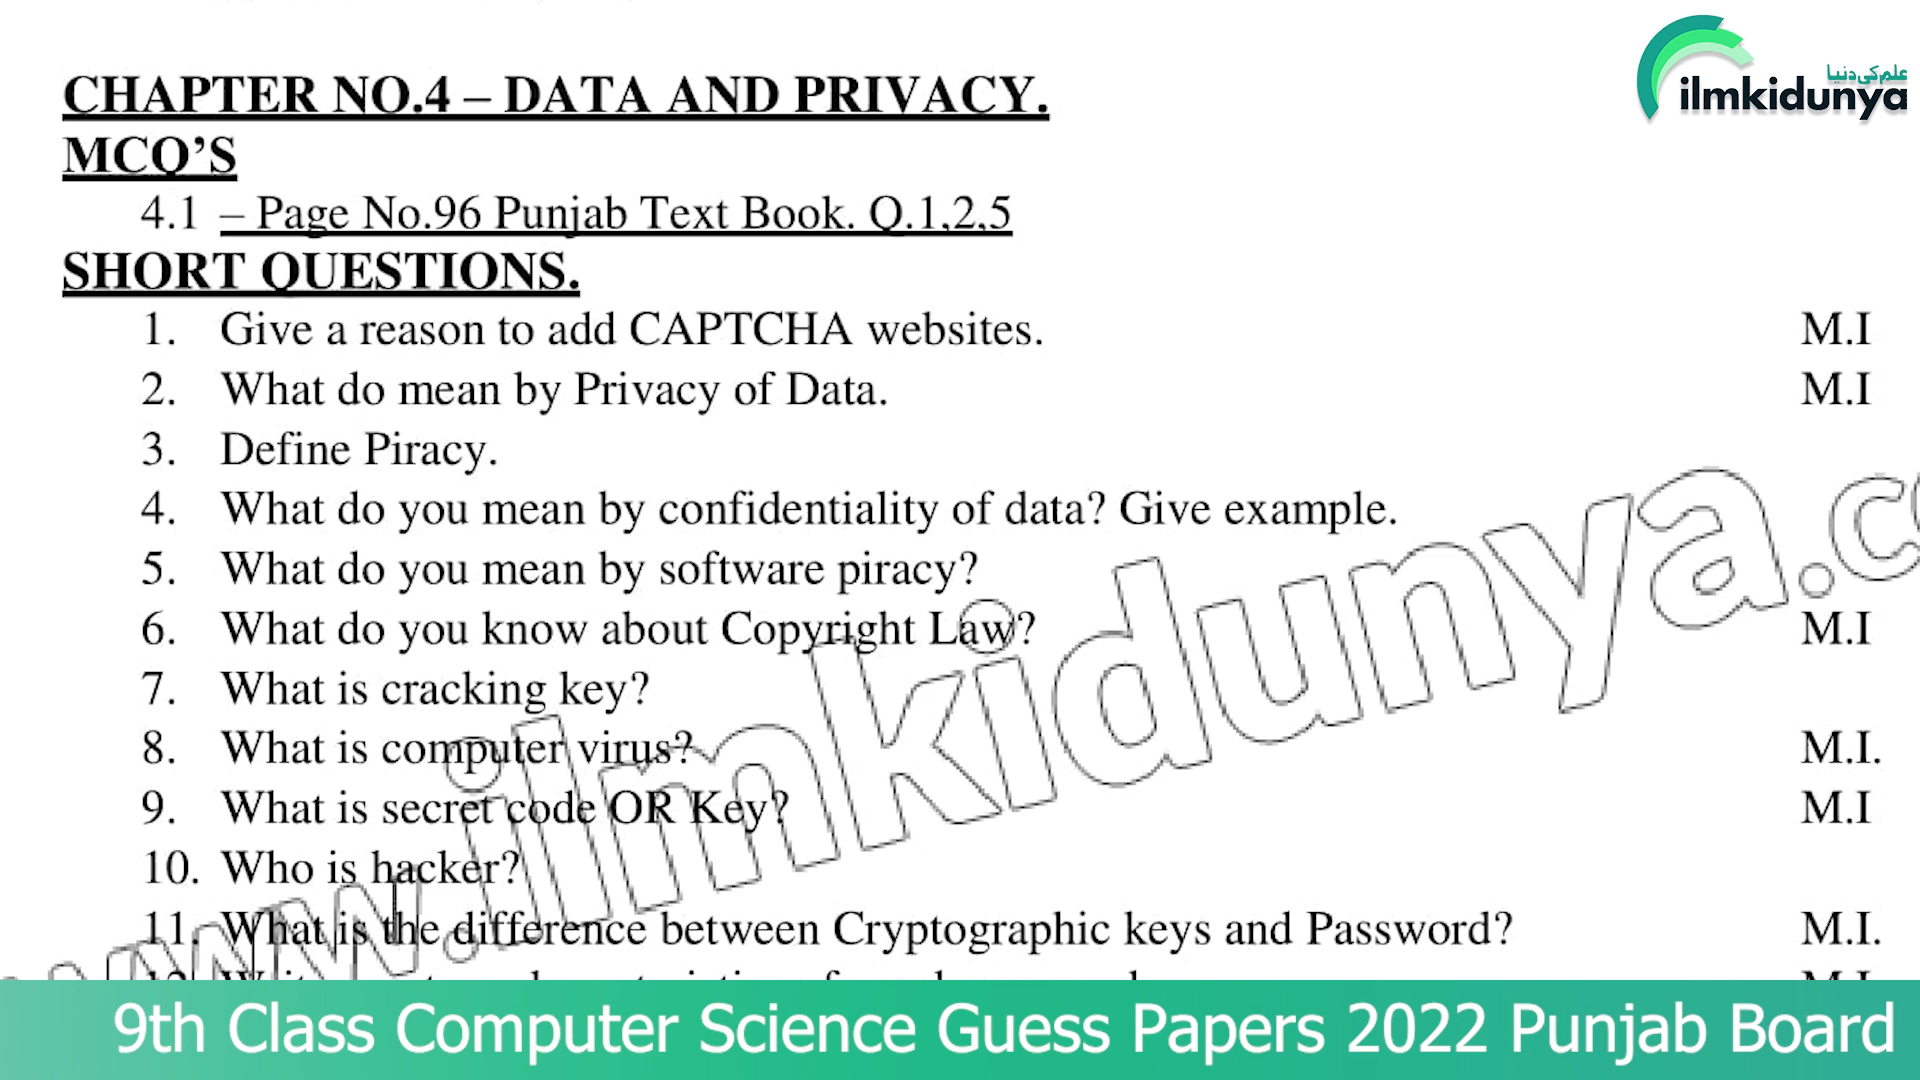 علم کی دنیا
ilmkidunya
CHAPTER NO.4 – DATA AND PRIVACY.
MCQ’S
4.1 – Page No.96 Punjab Text Book. Q.1,2,5
SHORT QUESTIONS.
1. Give a reason to add CAPTCHA websites. M.I
2. What do mean by Privacy of Data. M.I
3. Define Piracy.
4. What do you mean by confidentiality of data? Give example.
5. What do you mean by software piracy?
6. What do you know about Copyright Law? M.I
7. What is cracking key?
8. What is computer virus? M.I.
9. What is secret code OR Key? M.I
10. Who is hacker?
11. What is the difference between Cryptographic keys and Password? M.I.
www.ilmkidunya.c
9th Class Computer Science Guess Papers 2022 Punjab Board